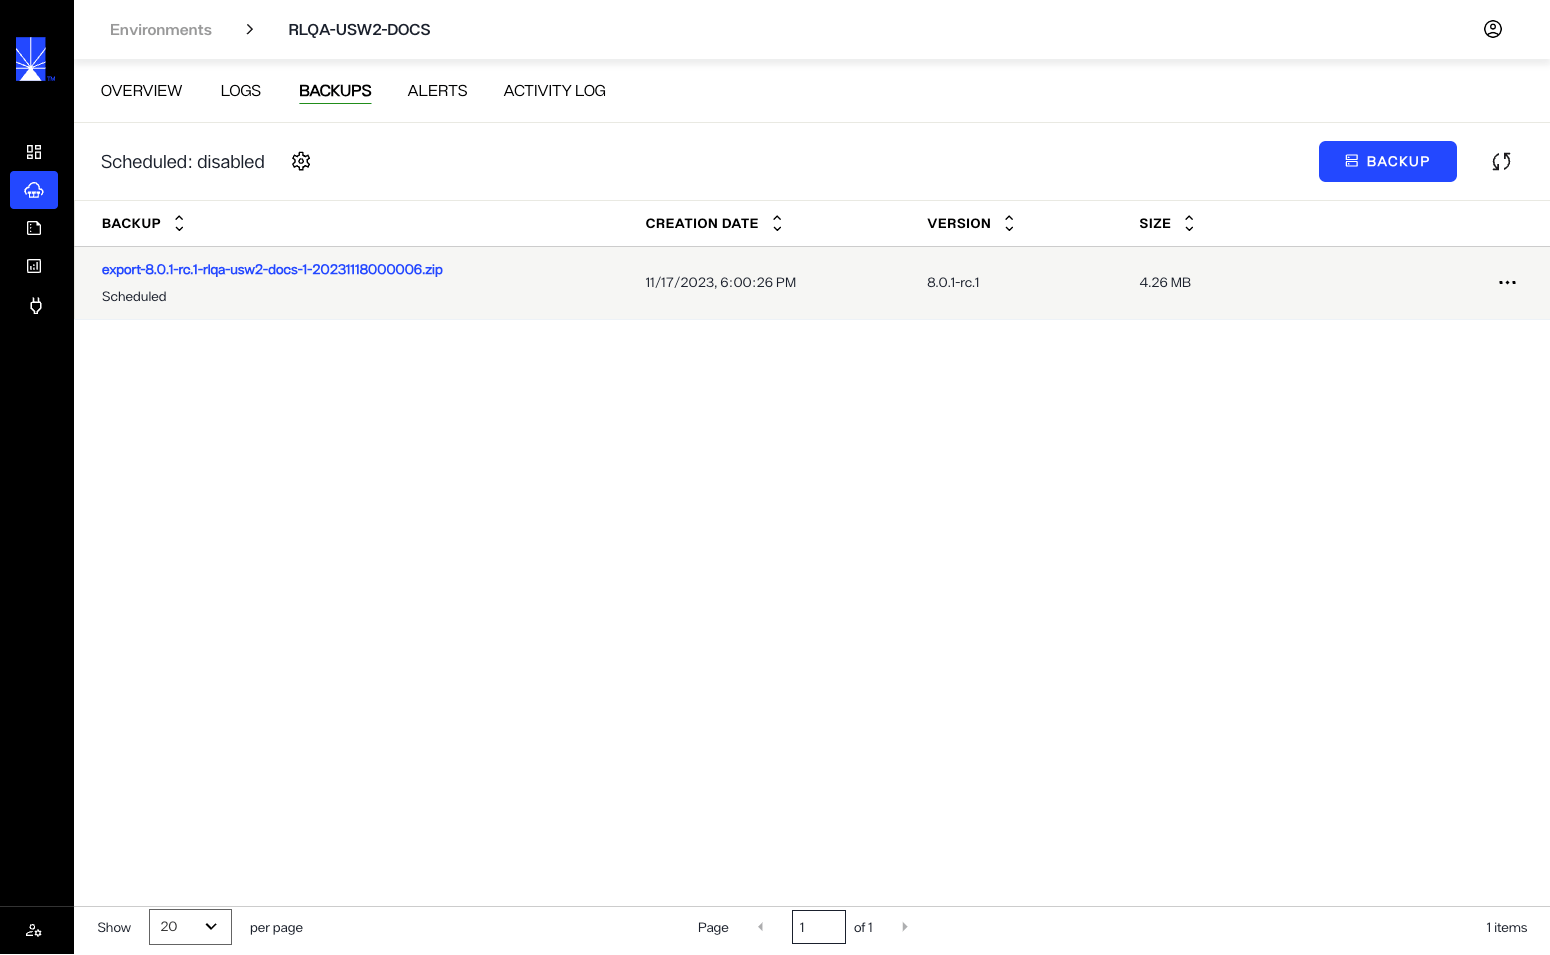 Environments > RLQA-USW2-DOCS
OVERVIEW LOGS BACKUPS ALERTS ACTIVITY LOG
Scheduled: disabled BACKUP
BACKUP CREATION DATE VERSION SIZE
export-8.0.1-rc.1-rlqa-usw2-docs-1-20231118000006.zip
Scheduled 11/17/2023, 6:00:26 PM 8.0.1-rc.1 4.26 MB
Show 20 per page Page 1 of 1 1 items
TM